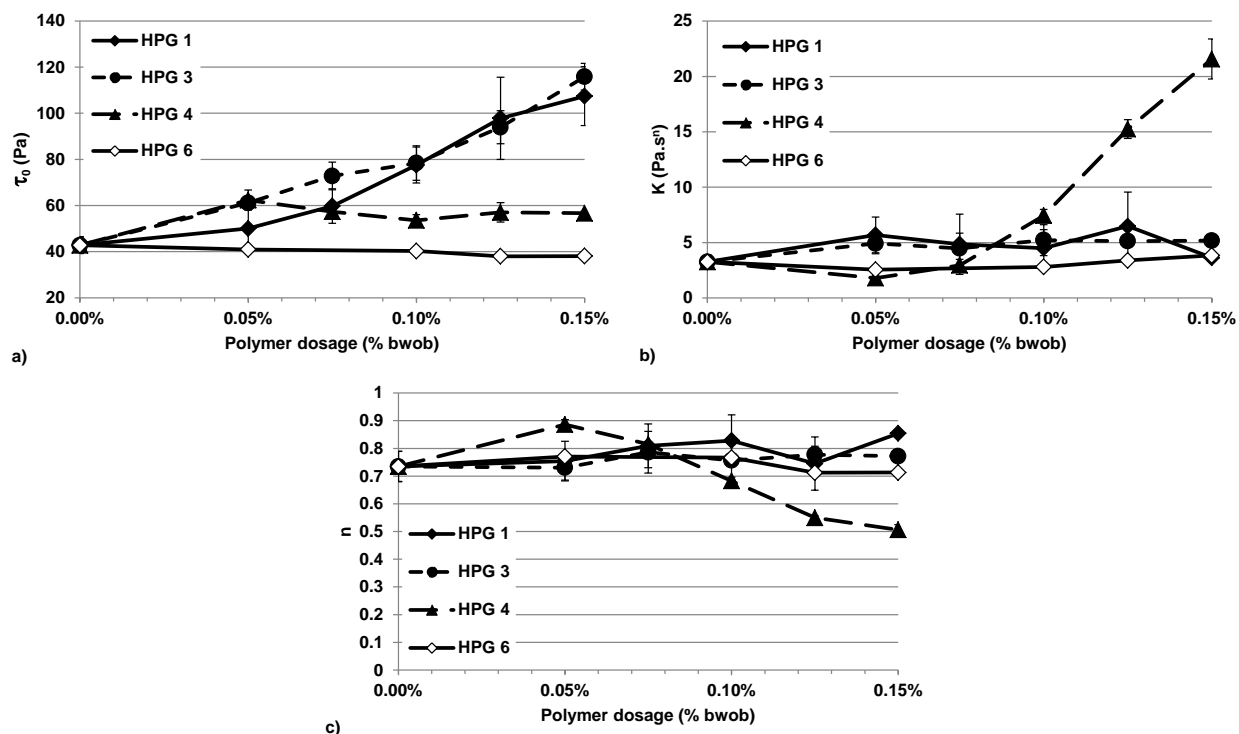 140
120
100
80
60
40
20
τ₀ (Pa)
HPG 1
HPG 3
HPG 4
HPG 6
0.00% 0.05% 0.10% 0.15%
Polymer dosage (% bwob)
a)
25
20
15
10
5
0
K (Pa.sⁿ)
HPG 1
HPG 3
HPG 4
HPG 6
0.00% 0.05% 0.10% 0.15%
Polymer dosage (% bwob)
b)
1
0.9
0.8
0.7
0.6
0.5
0.4
0.3
0.2
0.1
0
n
HPG 1
HPG 3
HPG 4
HPG 6
0.00% 0.05% 0.10% 0.15%
Polymer dosage (% bwob)
c)